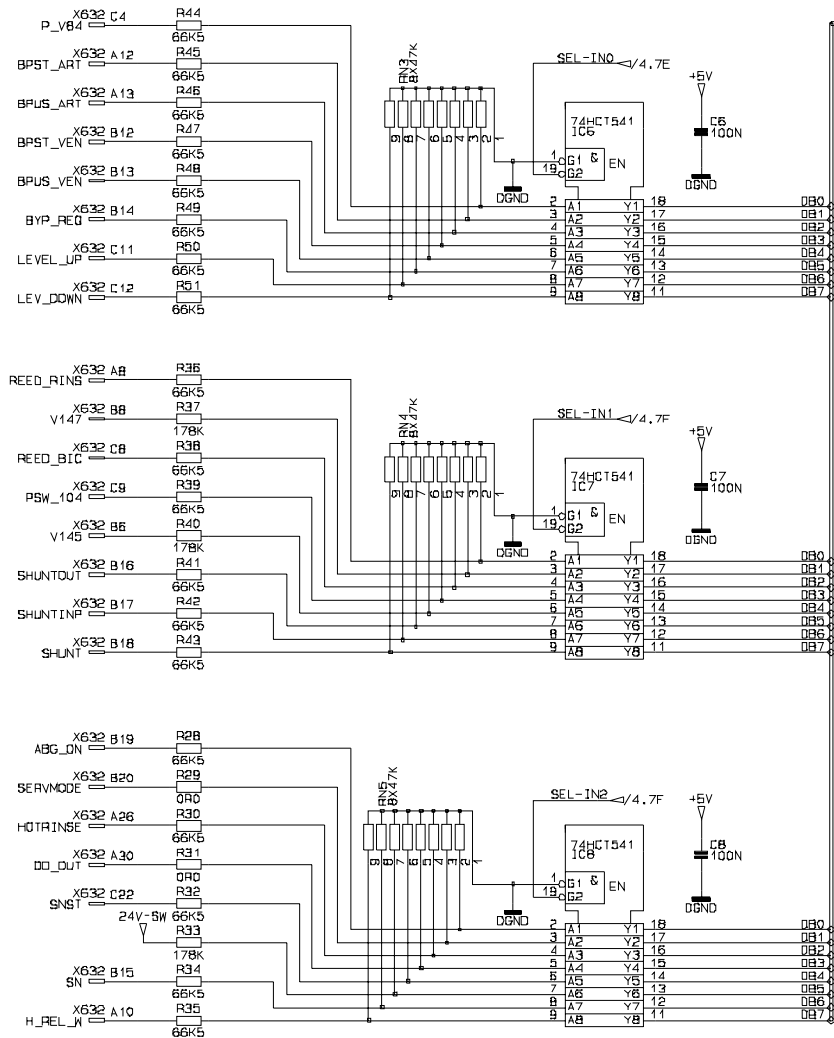 X632 C4 R44
P_V84 66K5
X632 A12 R45
BPST_ART 66K5
X632 A13 R46
BPUS_ART 66K5
X632 B12 R47
BPST_VEN 66K5
X632 B13 R48
BPUS_VEN 66K5
X632 B14 R49
BYP_REQ 66K5
X632 C11 R50
LEVEL_UP 66K5
X632 C12 R51
LEV_DOWN 66K5
RN3
8X47K
9 8 7 6 5 4 3 2 1
SEL-IN0 /4.7E
74HCT541
IC6
1 G1 & EN
19 G2
DGND
+5V
C6
100N
DGND
2 A1 Y1 18 DB0
3 A2 Y2 17 DB1
4 A3 Y3 16 DB2
5 A4 Y4 15 DB3
6 A5 Y5 14 DB4
7 A6 Y6 13 DB5
8 A7 Y7 12 DB6
9 A8 Y8 11 DB7
X632 A8 R36
REED_RINS 66K5
X632 B8 R37
V147 178K
X632 C8 R38
REED_BIC 66K5
X632 C9 R39
PSW_104 66K5
X632 B6 R40
V145 178K
X632 B16 R41
SHUNTOUT 66K5
X632 B17 R42
SHUNTINP 66K5
X632 B18 R43
SHUNT 66K5
RN4
8X47K
9 8 7 6 5 4 3 2 1
SEL-IN1 /4.7F
74HCT541
IC7
1 G1 & EN
19 G2
DGND
+5V
C7
100N
DGND
2 A1 Y1 18 DB0
3 A2 Y2 17 DB1
4 A3 Y3 16 DB2
5 A4 Y4 15 DB3
6 A5 Y5 14 DB4
7 A6 Y6 13 DB5
8 A7 Y7 12 DB6
9 A8 Y8 11 DB7
X632 B19 R28
ABG_ON 66K5
X632 B20 R29
SERVMODE 0R0
X632 A26 R30
HOTRINSE 66K5
X632 A30 R31
DO_OUT 0R0
X632 C22 R32
SNST 66K5
24V-SW R33
178K
X632 B15 R34
SN 66K5
X632 A10 R35
H_REL_W 66K5
RN5
8X47K
9 8 7 6 5 4 3 2 1
SEL-IN2 /4.7F
74HCT541
IC8
1 G1 & EN
19 G2
DGND
+5V
C8
100N
DGND
2 A1 Y1 18 DB0
3 A2 Y2 17 DB1
4 A3 Y3 16 DB2
5 A4 Y4 15 DB3
6 A5 Y5 14 DB4
7 A6 Y6 13 DB5
8 A7 Y7 12 DB6
9 A8 Y8 11 DB7